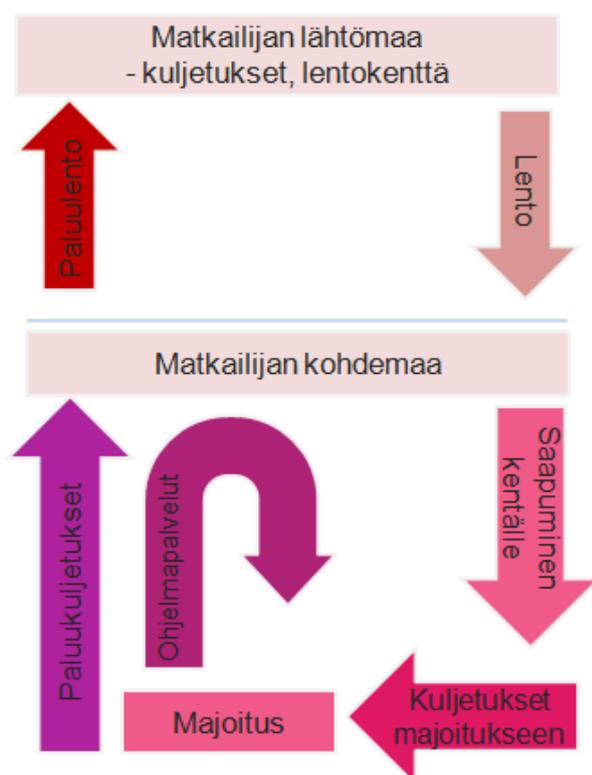 Matkailijan lähtömaa
- kuljetukset, lentokenttä
Paluulento
Lento
Matkailijan kohdemaa
Paluukuljetukset
Ohjelmapalvelut
Saapuminen
kentälle
Majoitus
Kuljetukset
majoitukseen